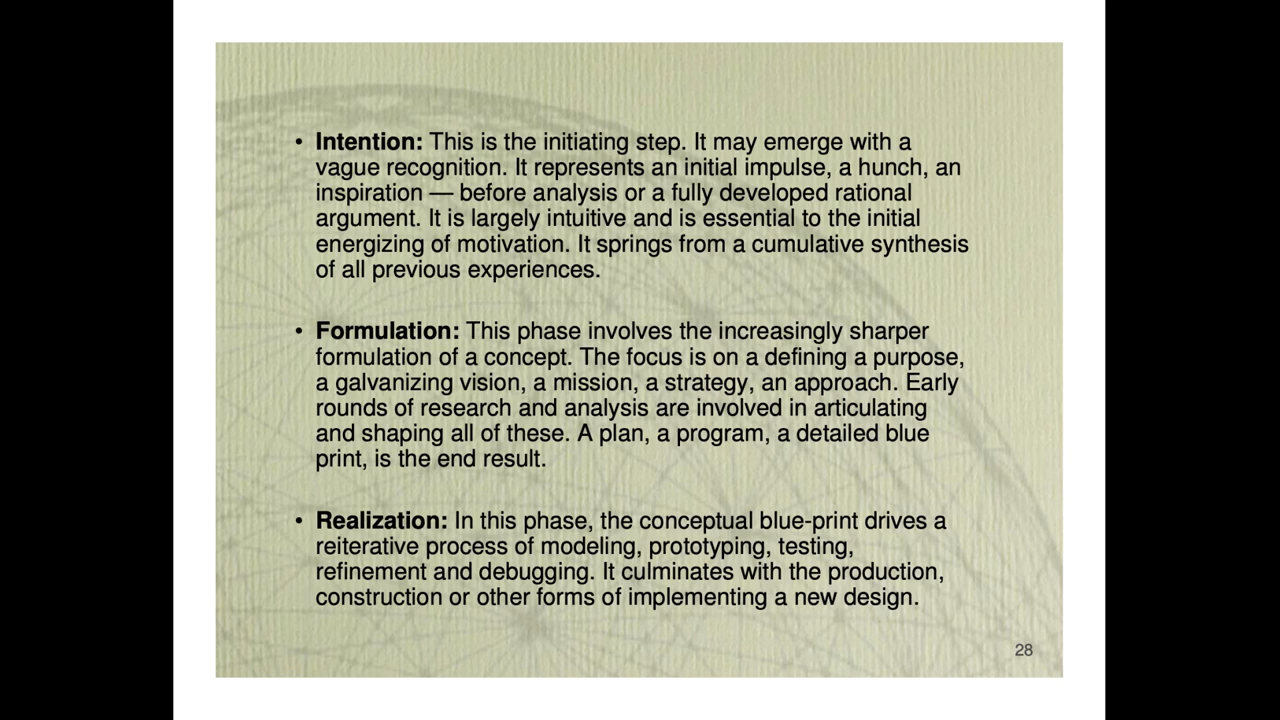 • Intention: This is the initiating step. It may emerge with a
vague recognition. It represents an initial impulse, a hunch, an
inspiration — before analysis or a fully developed rational
argument. It is largely intuitive and is essential to the initial
energizing of motivation. It springs from a cumulative synthesis
of all previous experiences.
• Formulation: This phase involves the increasingly sharper
formulation of a concept. The focus is on a defining a purpose,
a galvanizing vision, a mission, a strategy, an approach. Early
rounds of research and analysis are involved in articulating
and shaping all of these. A plan, a program, a detailed blue
print, is the end result.
• Realization: In this phase, the conceptual blue-print drives a
reiterative process of modeling, prototyping, testing,
refinement and debugging. It culminates with the production,
construction or other forms of implementing a new design.
28